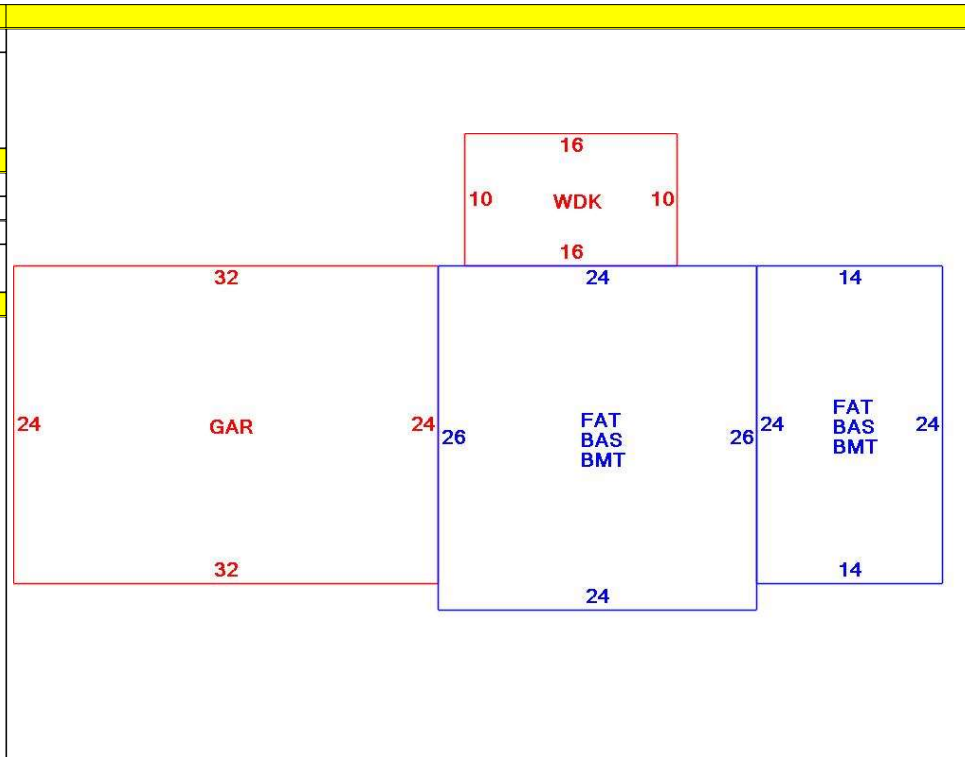 16
10 WDK 10
16
32 24 14
24 GAR 24
26 FAT 26
BAS
BMT
24 FAT 24
BAS
BMT
32 24 14